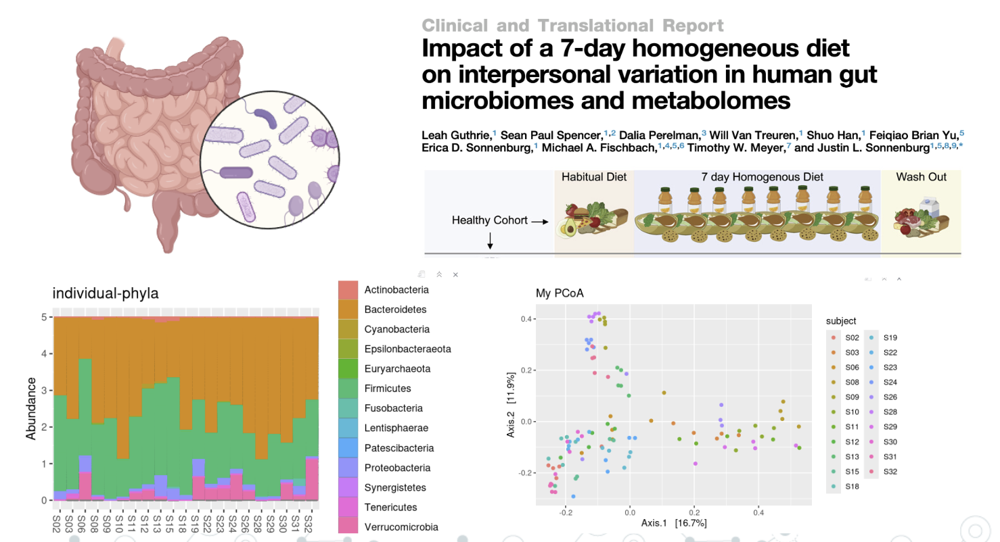 Clinical and Translational Report
Impact of a 7-day homogeneous diet
on interpersonal variation in human gut
microbiomes and metabolomes
Leah Guthrie,1 Sean Paul Spencer,1,2 Dalia Perelman,3 Will Van Treuren,1 Shuo Han,1 Feiqiao Brian Yu,5
Erica D. Sonnenburg,1 Michael A. Fischbach,1,4,5,6 Timothy W. Meyer,7 and Justin L. Sonnenburg1,5,8,9,*
Habitual Diet
7 day Homogenous Diet
Wash Out
Healthy Cohort
individual-phyla
Abundance
5
4
3
2
1
0
S02
S03
S06
S08
S09
S10
S11
S12
S13
S15
S18
S19
S22
S23
S24
S26
S28
S29
S30
S31
S32
Actinobacteria
Bacteroidetes
Cyanobacteria
Epsilonbacteraeota
Euryarchaeota
Firmicutes
Fusobacteria
Lentisphaerae
Patescibacteria
Proteobacteria
Synergistetes
Tenericutes
Verrucomicrobia
My PCoA
Axis.2 [11.9%]
0.4
0.2
0.0
-0.2
-0.2
0.0
0.2
0.4
Axis.1 [16.7%]
subject
S02
S03
S06
S08
S09
S10
S11
S12
S13
S15
S18
S19
S22
S23
S24
S26
S28
S29
S30
S31
S32